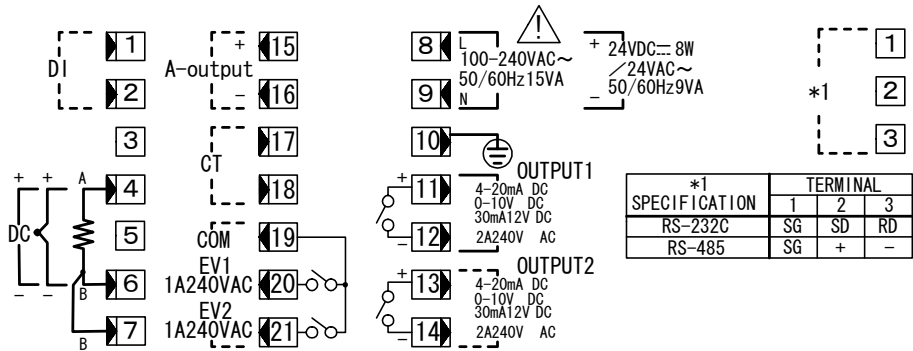 DI
1
2
3
+ 4
A
DC
5
- 6
B
7
B
A-output
+ 15
- 16
CT
17
18
COM 19
EV1
1A240VAC 20
EV2
1A240VAC 21
8 L
9 N
100-240VAC~
50/60Hz15VA
+ 24VDC⎓8W
/24VAC~
- 50/60Hz9VA
10
OUTPUT1
+ 11
- 12
4-20mA DC
0-10V DC
30mA12V DC
2A240V AC
OUTPUT2
+ 13
- 14
4-20mA DC
0-10V DC
30mA12V DC
2A240V AC
*1
1
2
3
*1 SPECIFICATION TERMINAL
1 2 3
RS-232C SG SD RD
RS-485 SG + -